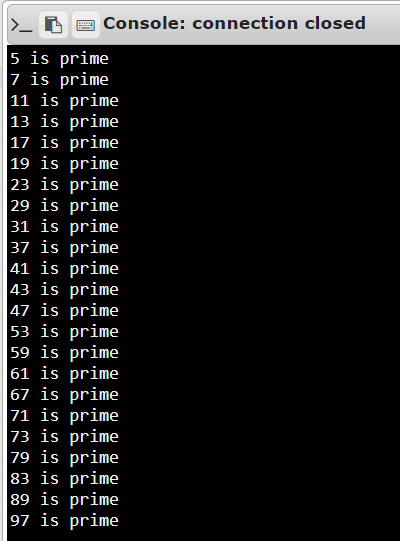 >_ Console: connection closed
5 is prime
7 is prime
11 is prime
13 is prime
17 is prime
19 is prime
23 is prime
29 is prime
31 is prime
37 is prime
41 is prime
43 is prime
47 is prime
53 is prime
59 is prime
61 is prime
67 is prime
71 is prime
73 is prime
79 is prime
83 is prime
89 is prime
97 is prime